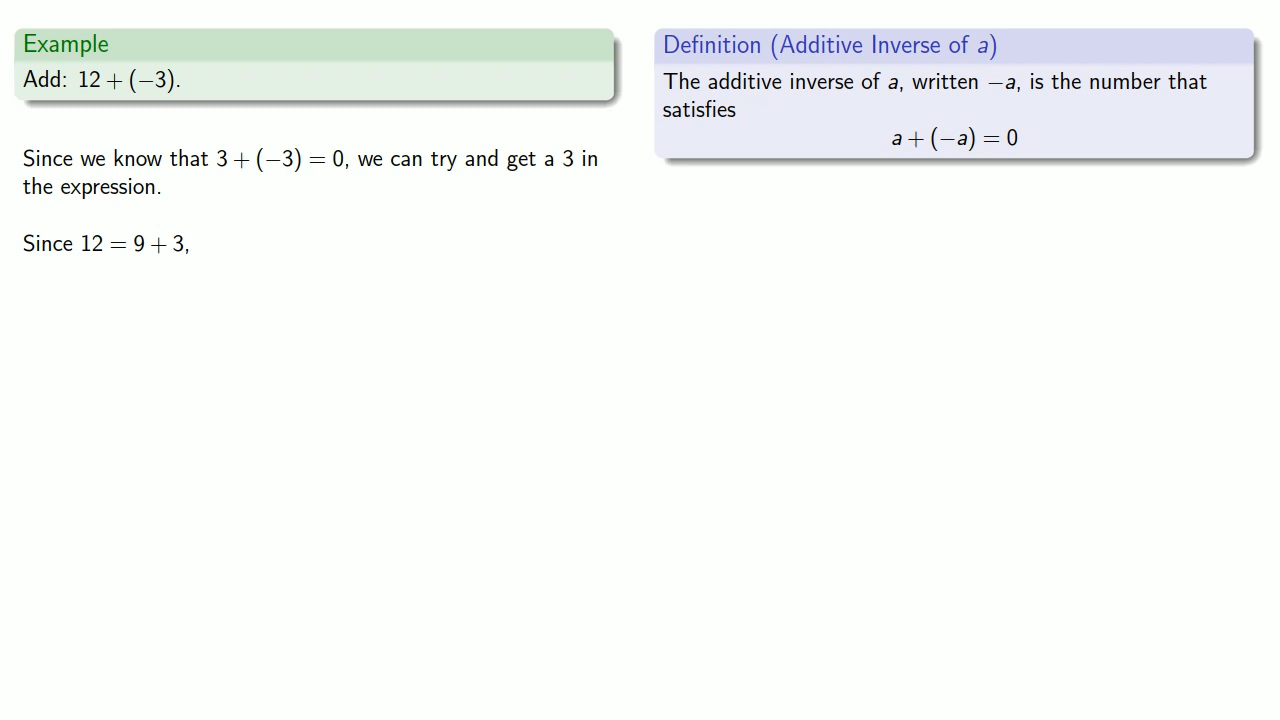 Example
Add: 12 + (−3).
Since we know that 3 + (−3) = 0, we can try and get a 3 in
the expression.
Since 12 = 9 + 3,
Definition (Additive Inverse of a)
The additive inverse of a, written −a, is the number that
satisfies
a + (−a) = 0